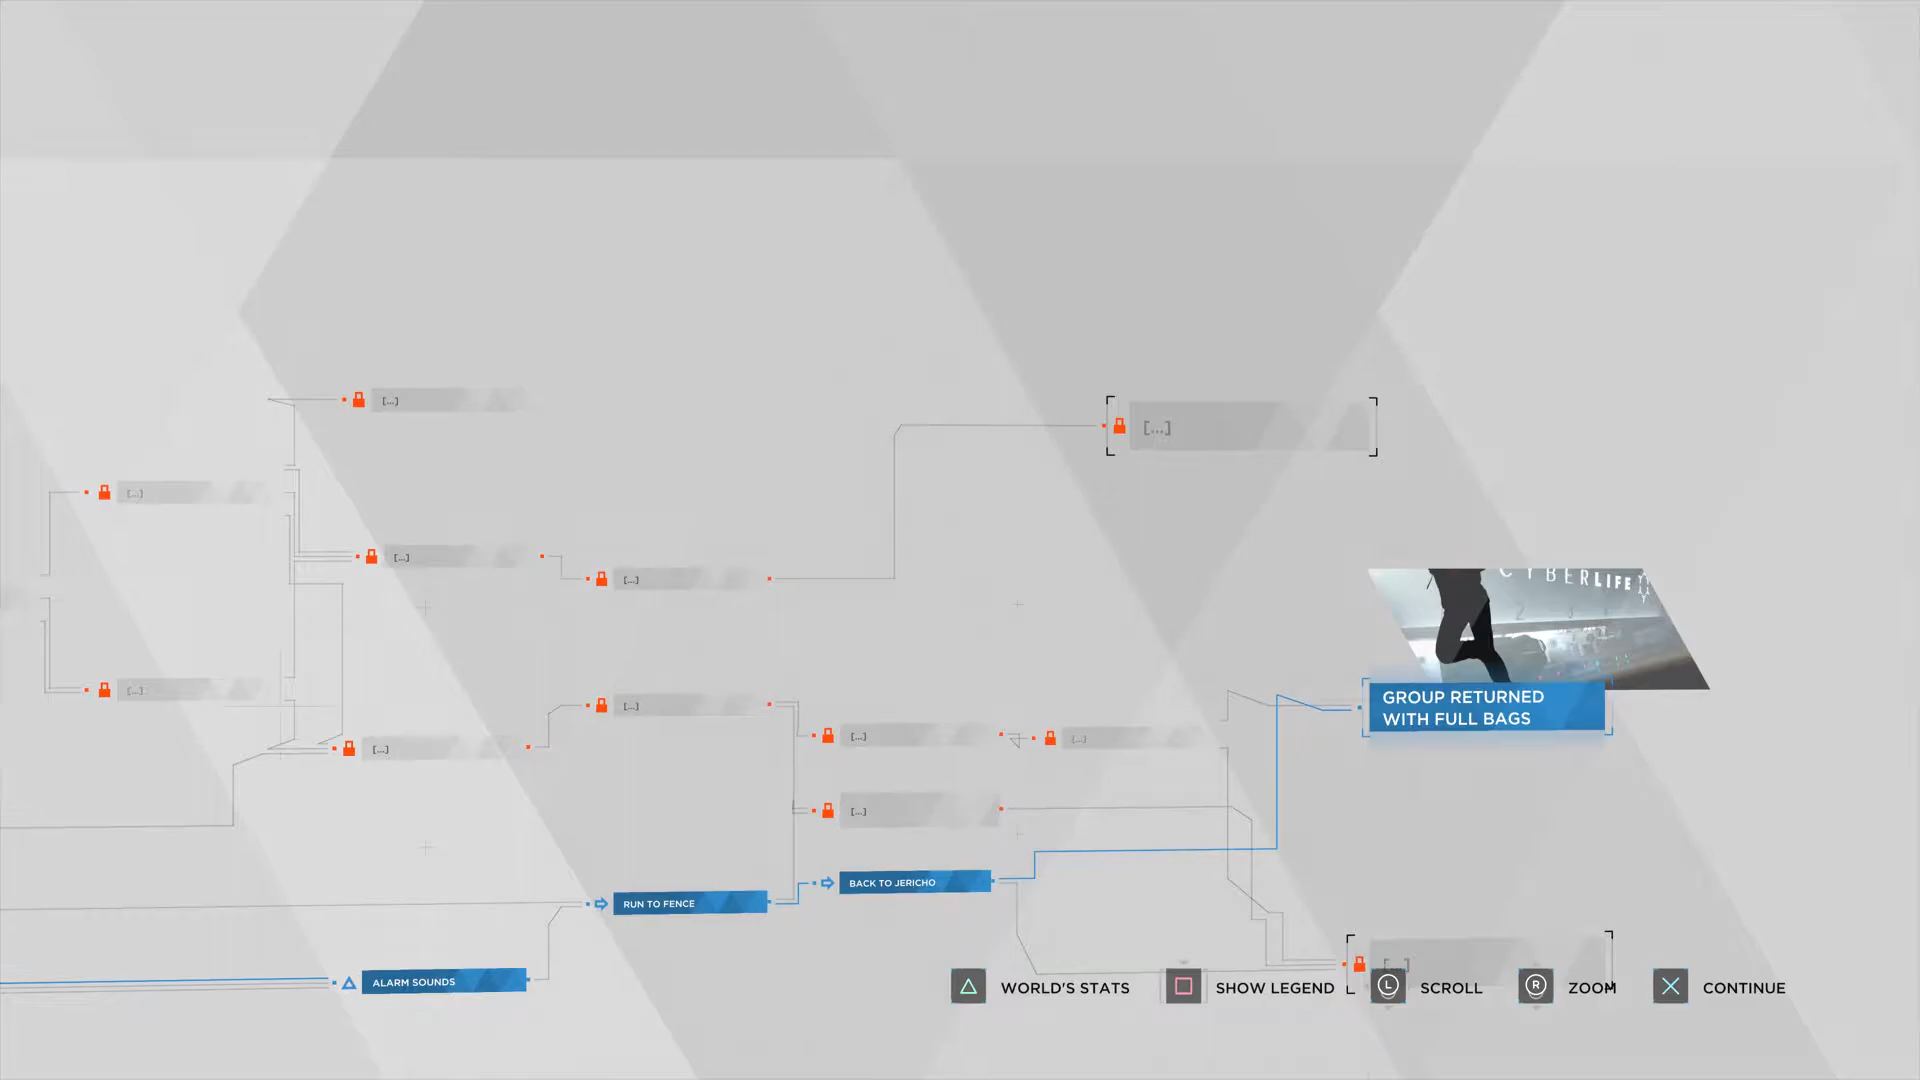 [...]
[...]
[...]
[...]
[...]
CYBERLIFE
[...]
GROUP RETURNED
WITH FULL BAGS
[...]
[...]
[...]
[...]
[...]
BACK TO JERICHO
RUN TO FENCE
[...]
ALARM SOUNDS
WORLD'S STATS
SHOW LEGEND
L
SCROLL
R
ZOOM
CONTINUE